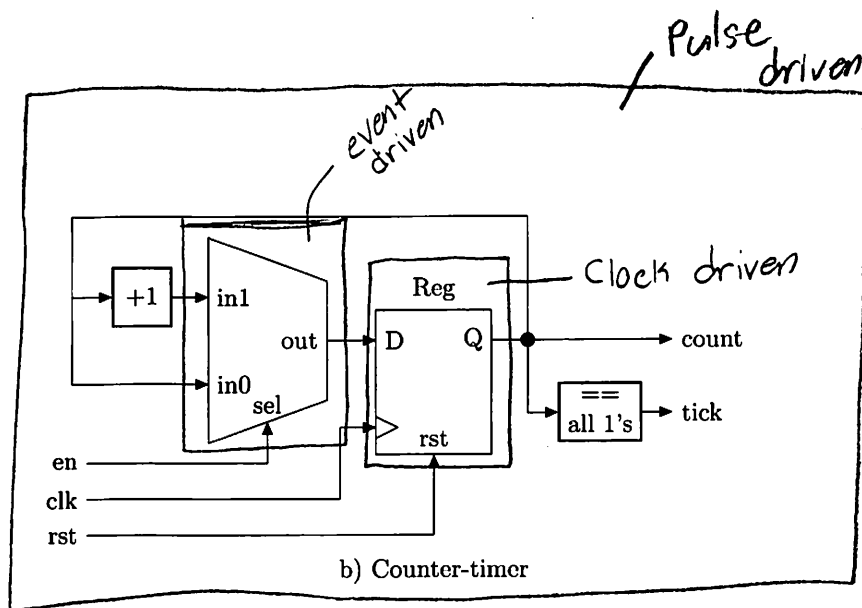 Pulse
driven
event
driven
Reg
Clock driven
+1
in1
out
D
Q
count
in0
==
all 1's
tick
sel
rst
en
clk
rst
b) Counter-timer